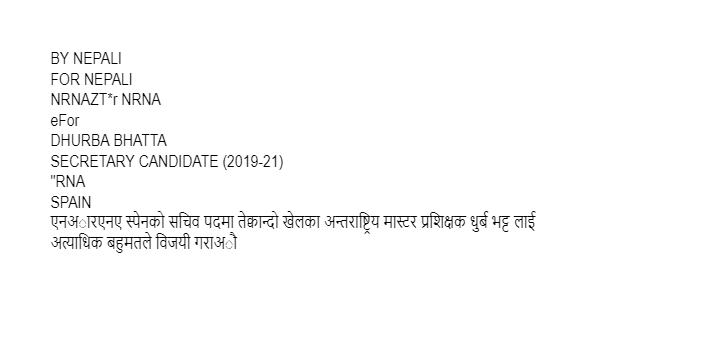 BY NEPALI
FOR NEPALI
NRNAZT*r NRNA
eFor
DHURBA BHATTA
SECRETARY CANDIDATE (2019-21)
"RNA
SPAIN
एनअारएनए स्पेनको सचिव पदमा तेक्वान्दो खेलका अन्तराष्ट्रिय मास्टर प्रशिक्षक धुर्ब भट्ट लाई
अत्याधिक बहुमतले विजयी गराअौ